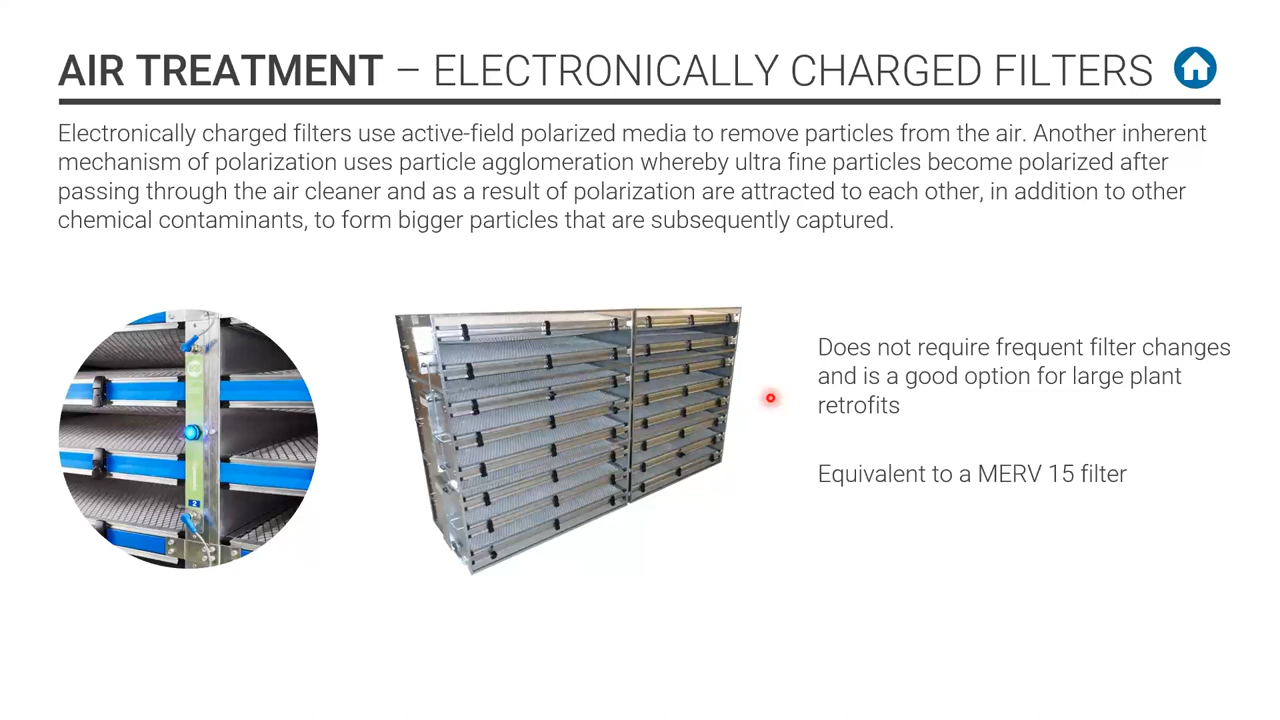 AIR TREATMENT – ELECTRONICALLY CHARGED FILTERS
Electronically charged filters use active-field polarized media to remove particles from the air. Another inherent
mechanism of polarization uses particle agglomeration whereby ultra fine particles become polarized after
passing through the air cleaner and as a result of polarization are attracted to each other, in addition to other
chemical contaminants, to form bigger particles that are subsequently captured.
Does not require frequent filter changes
and is a good option for large plant
retrofits
Equivalent to a MERV 15 filter
2